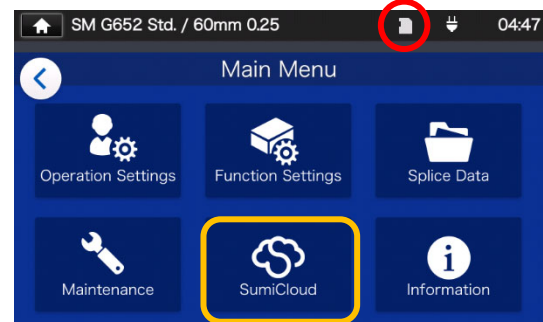 SM G652 Std. / 60mm 0.25 04:47
Main Menu
Operation Settings Function Settings Splice Data
Maintenance SumiCloud Information